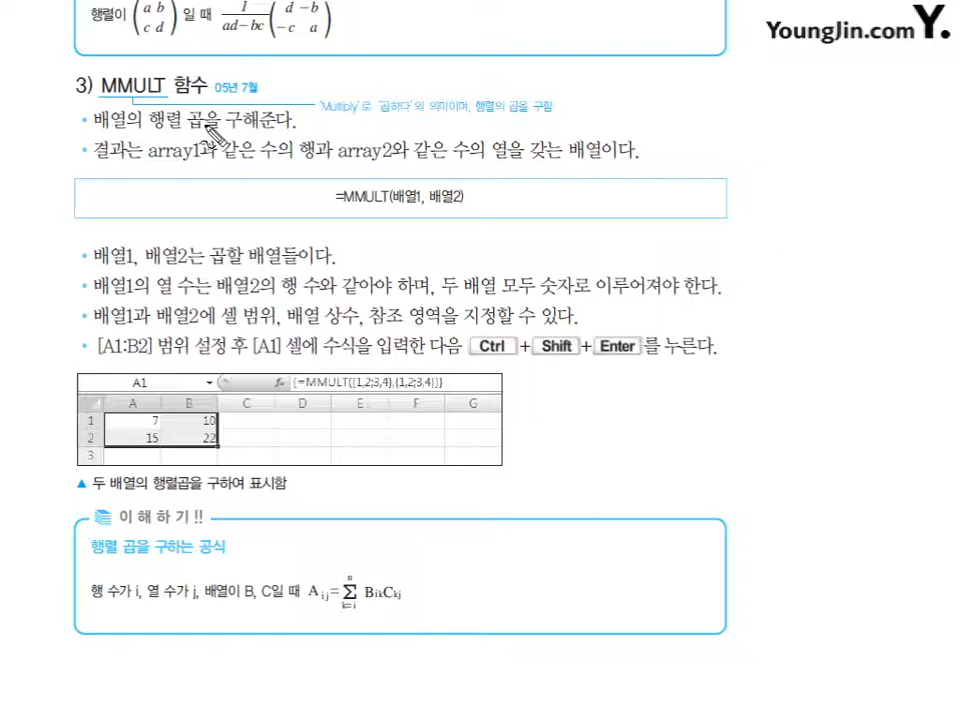 행렬이 (a b c d) 일 때 1/ad-bc (d -b -c a)
YoungJin.com Y.
3) MMULT 함수 05년 7월
'Multiply'로 '곱하다'의 의미이며, 행렬의 곱을 구함
• 배열의 행렬 곱을 구해준다.
• 결과는 array1과 같은 수의 행과 array2와 같은 수의 열을 갖는 배열이다.
=MMULT(배열1, 배열2)
• 배열1, 배열2는 곱할 배열들이다.
• 배열1의 열 수는 배열2의 행 수와 같아야 하며, 두 배열 모두 숫자로 이루어져야 한다.
• 배열1과 배열2에 셀 범위, 배열 상수, 참조 영역을 지정할 수 있다.
• [A1:B2] 범위 설정 후 [A1] 셀에 수식을 입력한 다음 Ctrl + Shift + Enter 를 누른다.
A1 fx {=MMULT({1,2;3,4},{1,2;3,4})}
A B C D E F G
1 7 10
2 15 22
3
▲ 두 배열의 행렬곱을 구하여 표시함
이해하기!!
행렬 곱을 구하는 공식
행 수가 i, 열 수가 j, 배열이 B, C일 때 Aij=∑ n k=i BikCkj